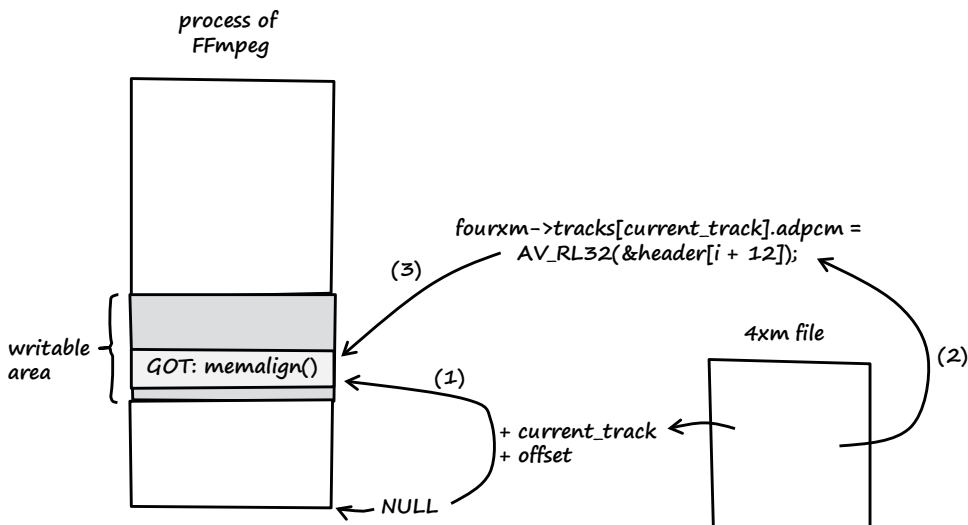 process of
FFmpeg
fourxm->tracks[current_track].adpcm =
AV_RL32(&header[i + 12]);
(3)
writable
area
GOT: memalign()
4xm file
(2)
(1)
+ current_track
+ offset
NULL